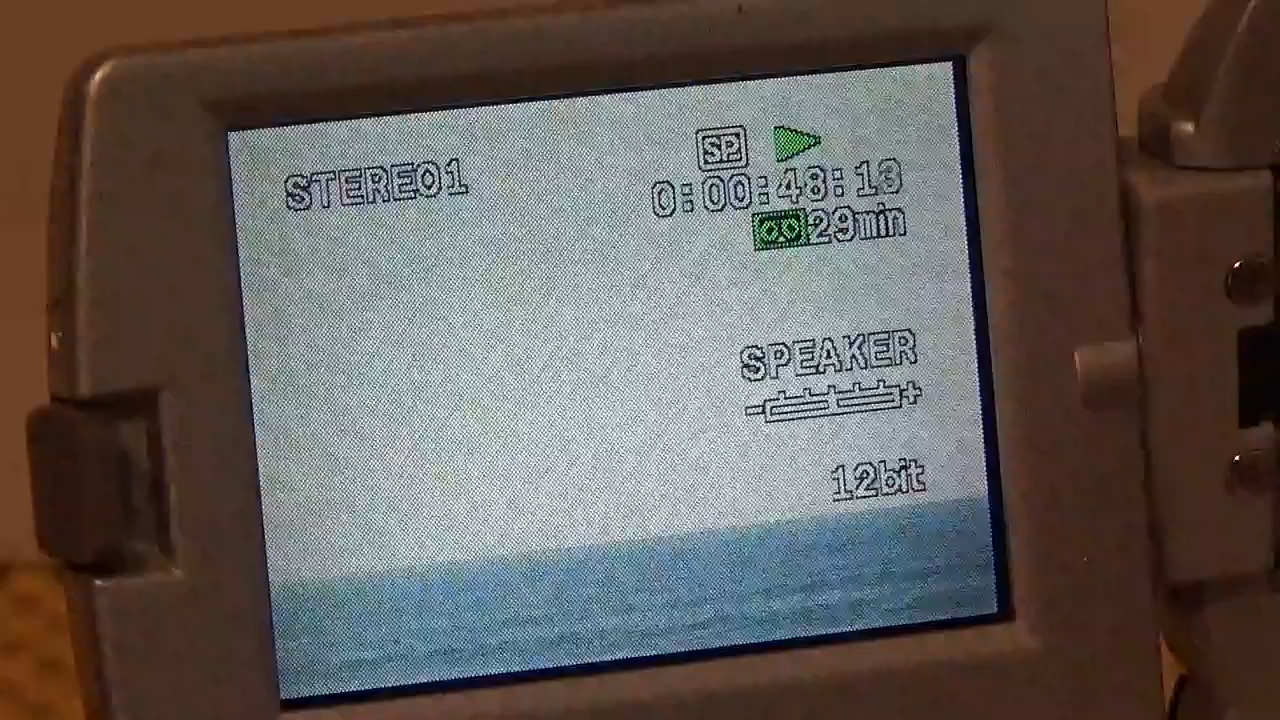 STEREO1
SP
0:00:48:13
29min
SPEAKER
- +
12bit